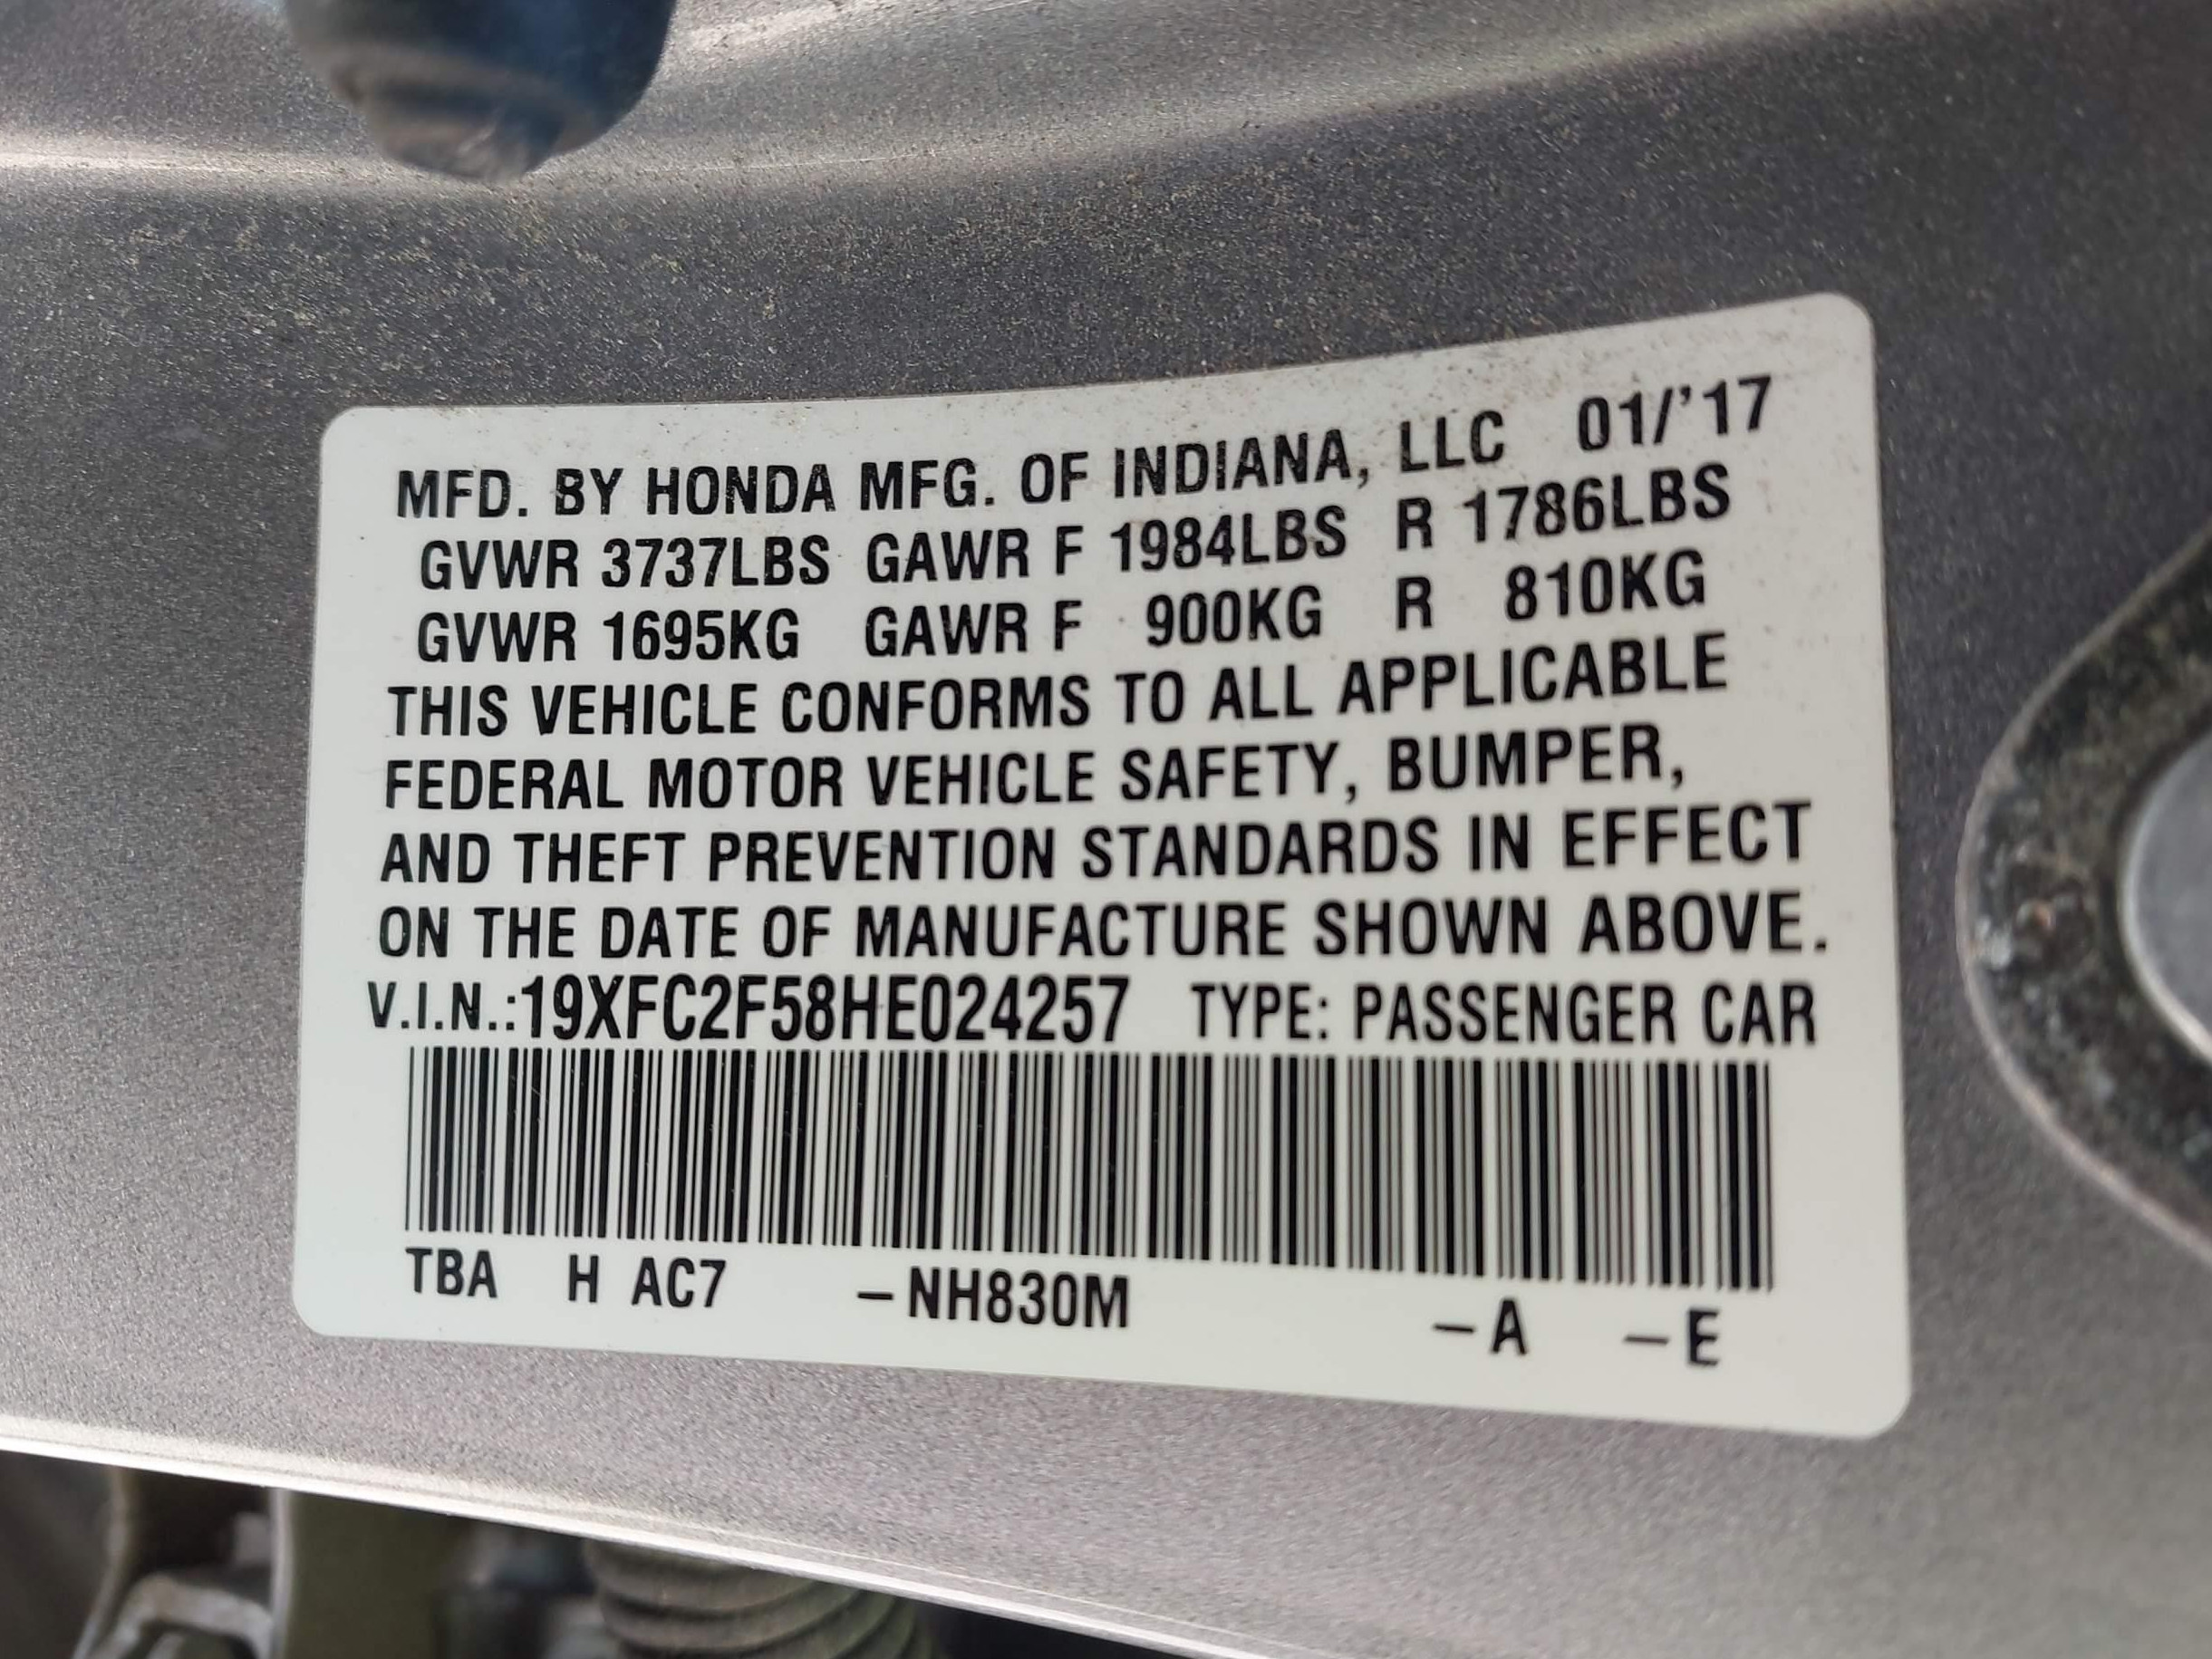 MFD. BY HONDA MFG. OF INDIANA, LLC 01/'17
GVWR 3737LBS GAWR F 1984LBS R 1786LBS
GVWR 1695KG GAWR F 900KG R 810KG
THIS VEHICLE CONFORMS TO ALL APPLICABLE
FEDERAL MOTOR VEHICLE SAFETY, BUMPER,
AND THEFT PREVENTION STANDARDS IN EFFECT
ON THE DATE OF MANUFACTURE SHOWN ABOVE.
V.I.N.:19XFC2F58HE024257 TYPE: PASSENGER CAR
TBA H AC7 –NH830M –A –E